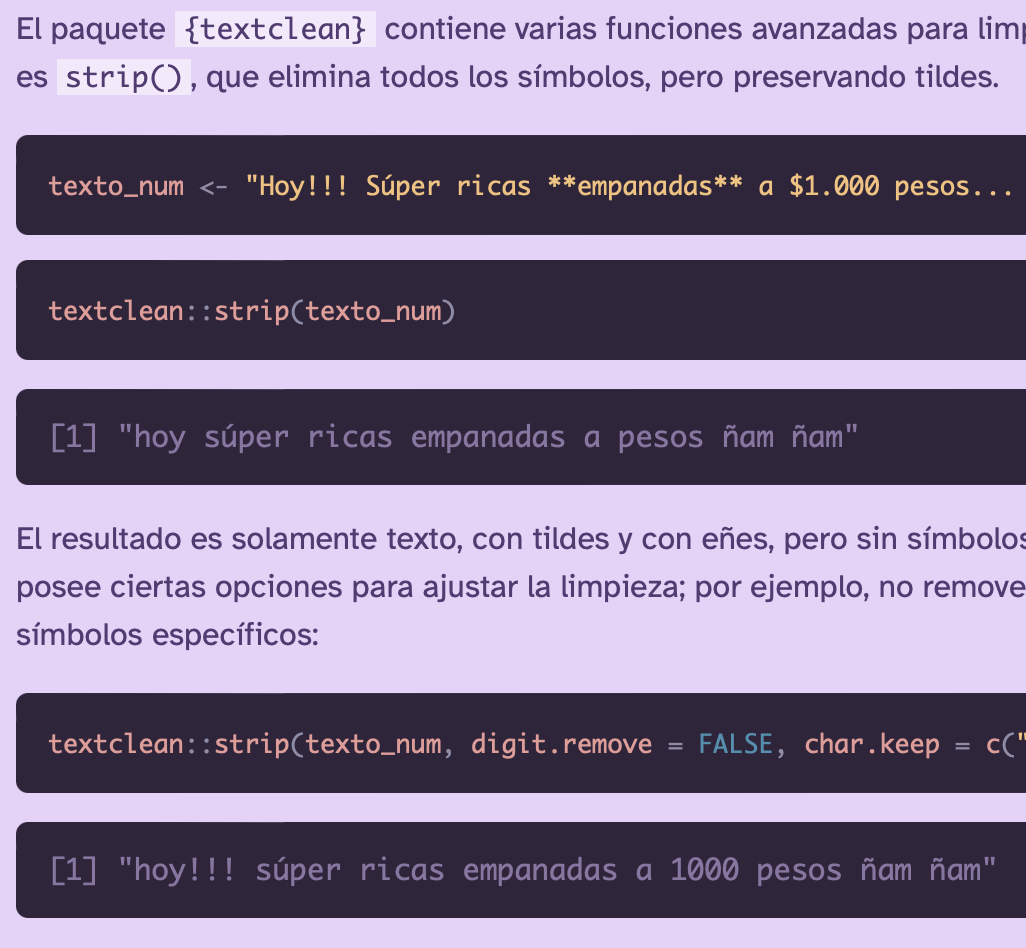 El paquete {textclean} contiene varias funciones avanzadas para limp
es strip(), que elimina todos los símbolos, pero preservando tildes.
texto_num <- "Hoy!!! Súper ricas **empanadas** a $1.000 pesos...
textclean::strip(texto_num)
[1] "hoy súper ricas empanadas a pesos ñam ñam"
El resultado es solamente texto, con tildes y con eñes, pero sin símbolos
posee ciertas opciones para ajustar la limpieza; por ejemplo, no remove
símbolos específicos:
textclean::strip(texto_num, digit.remove = FALSE, char.keep = c("
[1] "hoy!!! súper ricas empanadas a 1000 pesos ñam ñam"